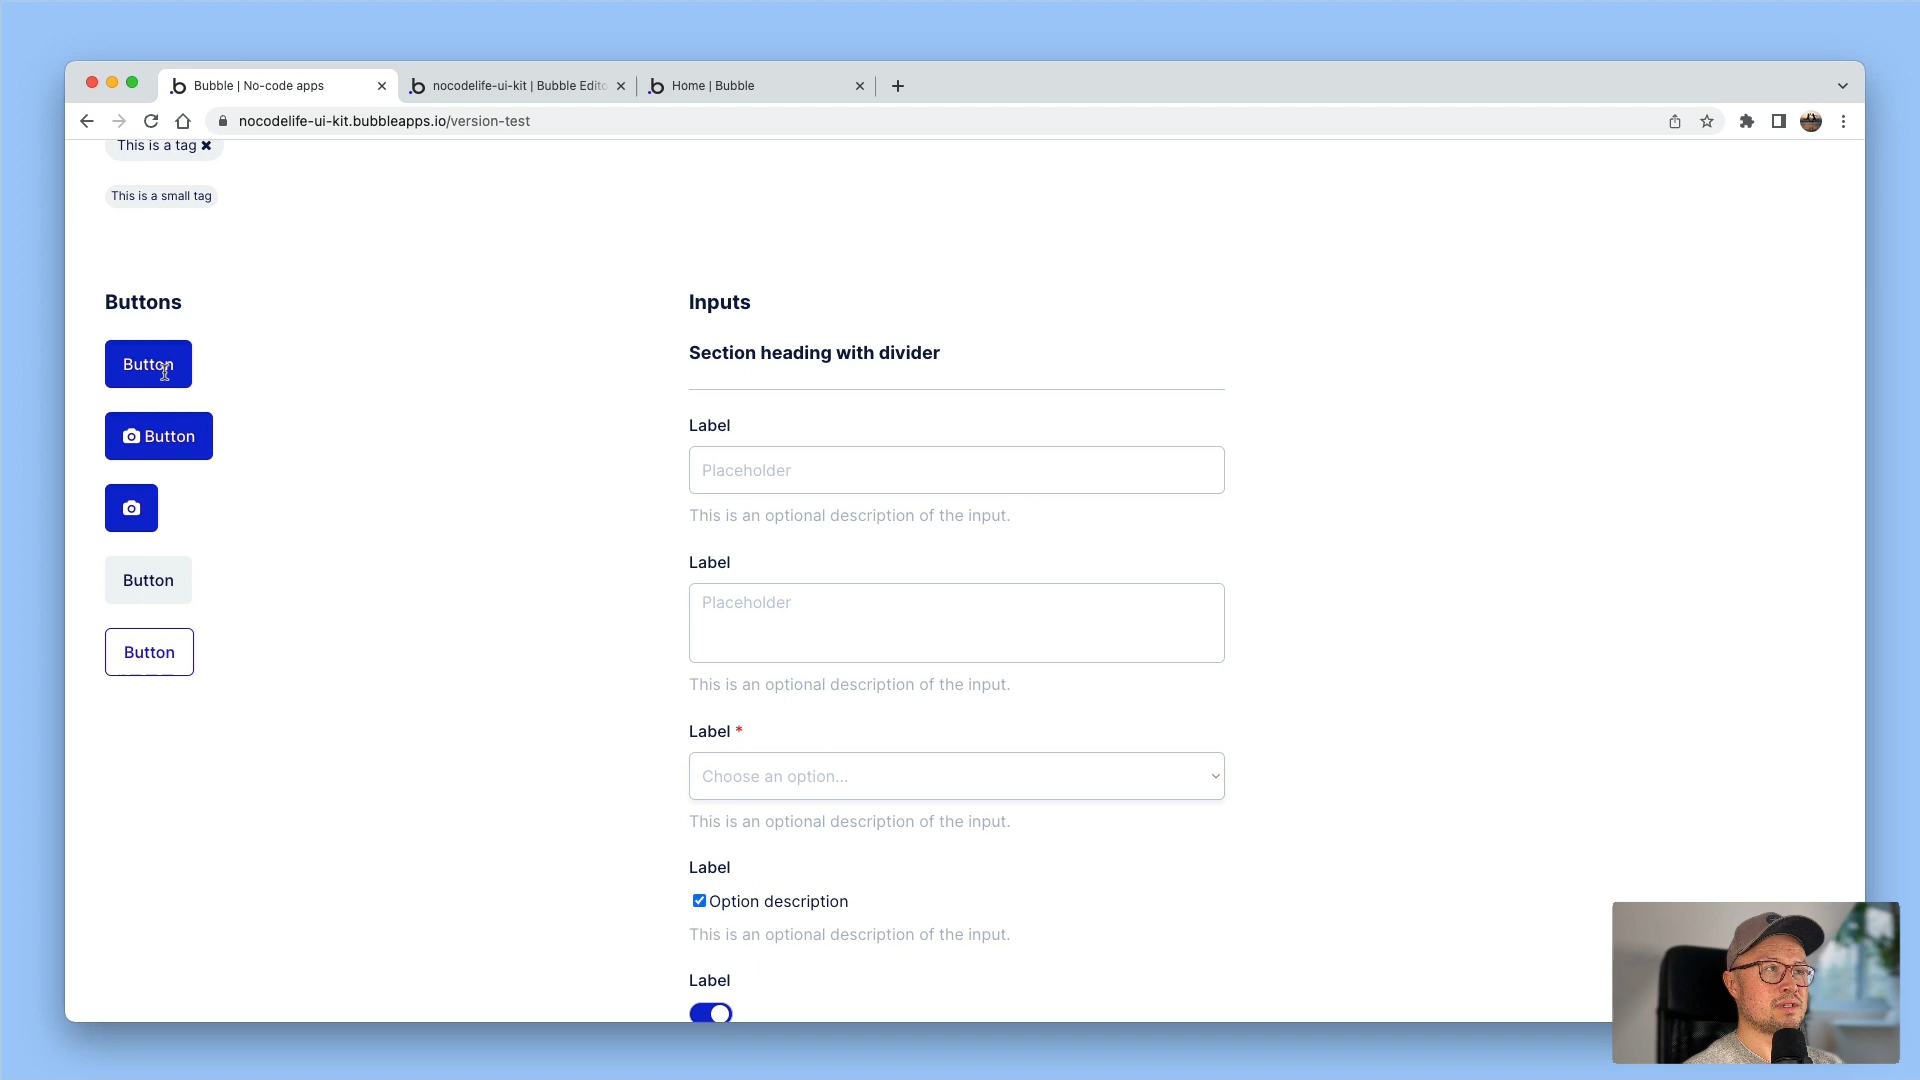 Bubble | No-code apps
nocodelife-ui-kit | Bubble Edito
Home | Bubble
nocodelife-ui-kit.bubbleapps.io/version-test
This is a tag
This is a small tag
Buttons
Button
Button
Button
Button
Inputs
Section heading with divider
Label
Placeholder
This is an optional description of the input.
Label
Placeholder
This is an optional description of the input.
Label *
Choose an option...
This is an optional description of the input.
Label
Option description
This is an optional description of the input.
Label